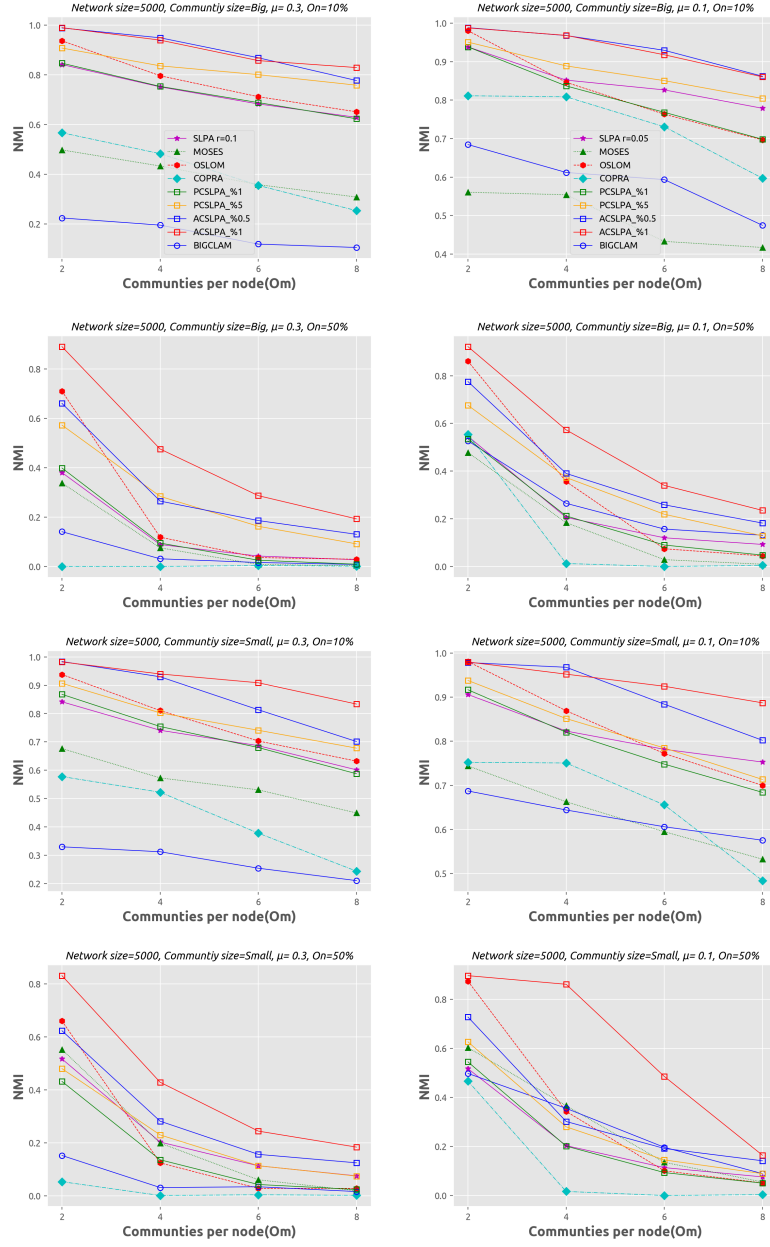 Network size=5000, Communtiy size=Big, μ= 0.3, On=10%
1.0
0.8
0.6
0.4
0.2
NMI
SLPA r=0.1
MOSES
OSLOM
COPRA
PCSLPA_%1
PCSLPA_%5
ACSLPA_%0.5
ACSLPA_%1
BIGCLAM
2 4 6 8
Communties per node(Om)
Network size=5000, Communtiy size=Big, μ= 0.1, On=10%
1.0
0.9
0.8
0.7
0.6
0.5
0.4
NMI
SLPA r=0.05
MOSES
OSLOM
COPRA
PCSLPA_%1
PCSLPA_%5
ACSLPA_%0.5
ACSLPA_%1
BIGCLAM
2 4 6 8
Communties per node(Om)
Network size=5000, Communtiy size=Big, μ= 0.3, On=50%
0.8
0.6
0.4
0.2
0.0
NMI
2 4 6 8
Communties per node(Om)
Network size=5000, Communtiy size=Big, μ= 0.1, On=50%
0.8
0.6
0.4
0.2
0.0
NMI
2 4 6 8
Communties per node(Om)
Network size=5000, Communtiy size=Small, μ= 0.3, On=10%
1.0
0.9
0.8
0.7
0.6
0.5
0.4
0.3
0.2
NMI
2 4 6 8
Communties per node(Om)
Network size=5000, Communtiy size=Small, μ= 0.1, On=10%
1.0
0.9
0.8
0.7
0.6
0.5
NMI
2 4 6 8
Communties per node(Om)
Network size=5000, Communtiy size=Small, μ= 0.3, On=50%
0.8
0.6
0.4
0.2
0.0
NMI
2 4 6 8
Communties per node(Om)
Network size=5000, Communtiy size=Small, μ= 0.1, On=50%
1.0
0.8
0.6
0.4
0.2
0.0
NMI
2 4 6 8
Communties per node(Om)